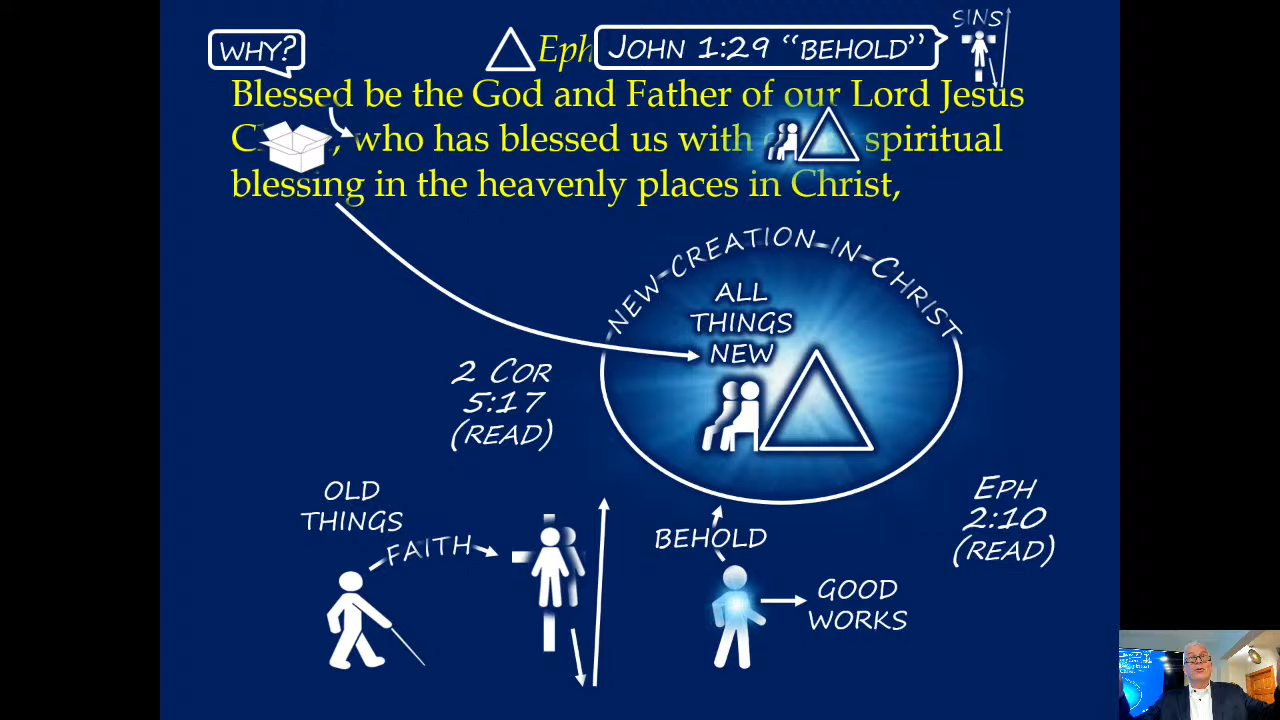 SINS
WHY?
Eph
JOHN 1:29 “BEHOLD”
Blessed be the God and Father of our Lord Jesus
who has blessed us with spiritual
blessing in the heavenly places in Christ,
NEW CREATION IN CHRIST
ALL
THINGS
NEW
2 COR
5:17
(READ)
OLD
THINGS
FAITH
BEHOLD
GOOD
WORKS
EPH
2:10
(READ)